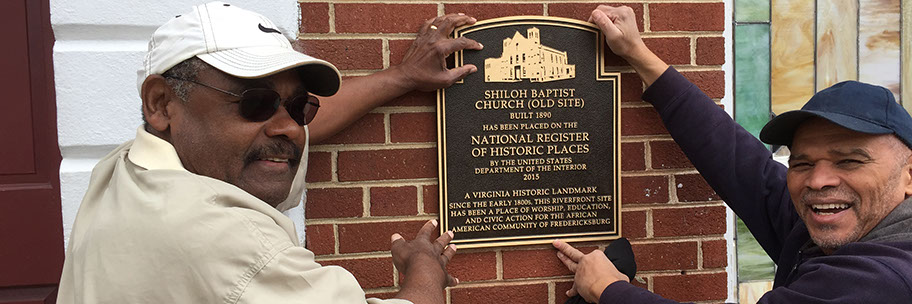 SHILOH BAPTIST
CHURCH (OLD SITE)
BUILT 1890
HAS BEEN PLACED ON THE
NATIONAL REGISTER
OF HISTORIC PLACES
BY THE UNITED STATES
DEPARTMENT OF THE INTERIOR
2015
A VIRGINIA HISTORIC LANDMARK
SINCE THE EARLY 1800s, THIS RIVERFRONT SITE
HAS BEEN A PLACE OF WORSHIP, EDUCATION,
AND CIVIC ACTION FOR THE AFRICAN
AMERICAN COMMUNITY OF FREDERICKSBURG